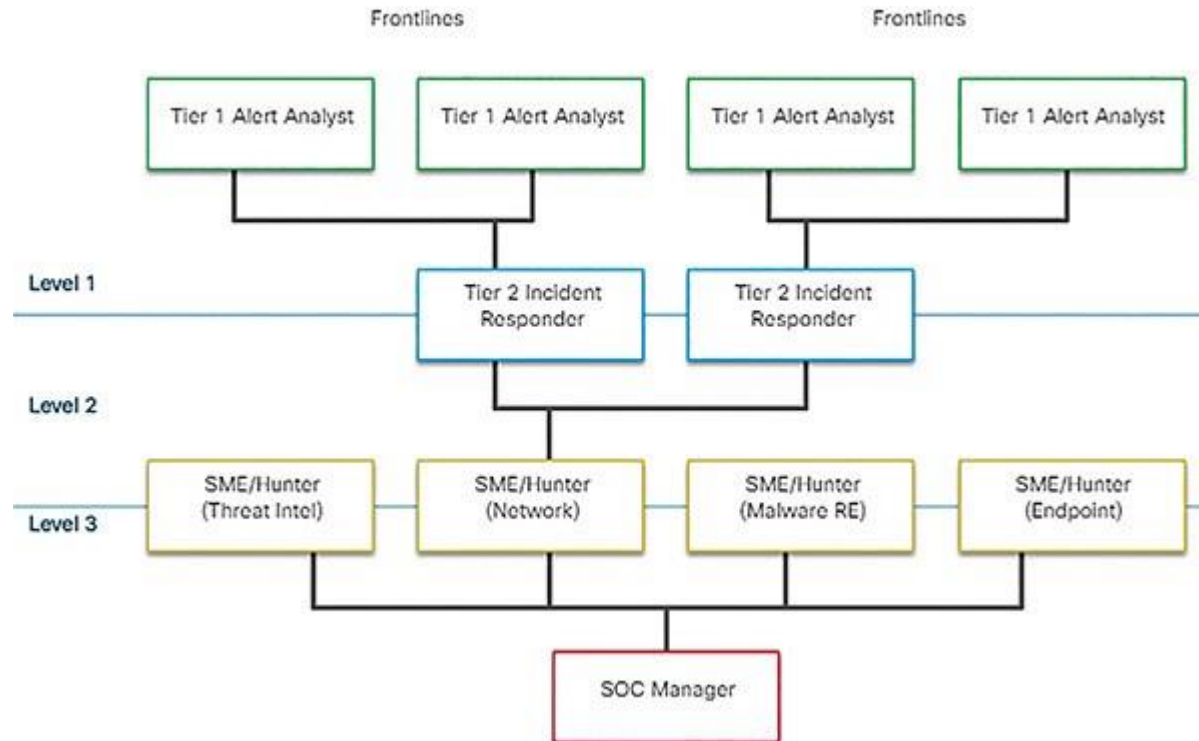 Frontlines Frontlines
Tier 1 Alert Analyst Tier 1 Alert Analyst Tier 1 Alert Analyst Tier 1 Alert Analyst
Level 1
Tier 2 Incident
Responder
Tier 2 Incident
Responder
Level 2
SME/Hunter
(Threat Intel)
SME/Hunter
(Network)
SME/Hunter
(Malware RE)
SME/Hunter
(Endpoint)
Level 3
SOC Manager